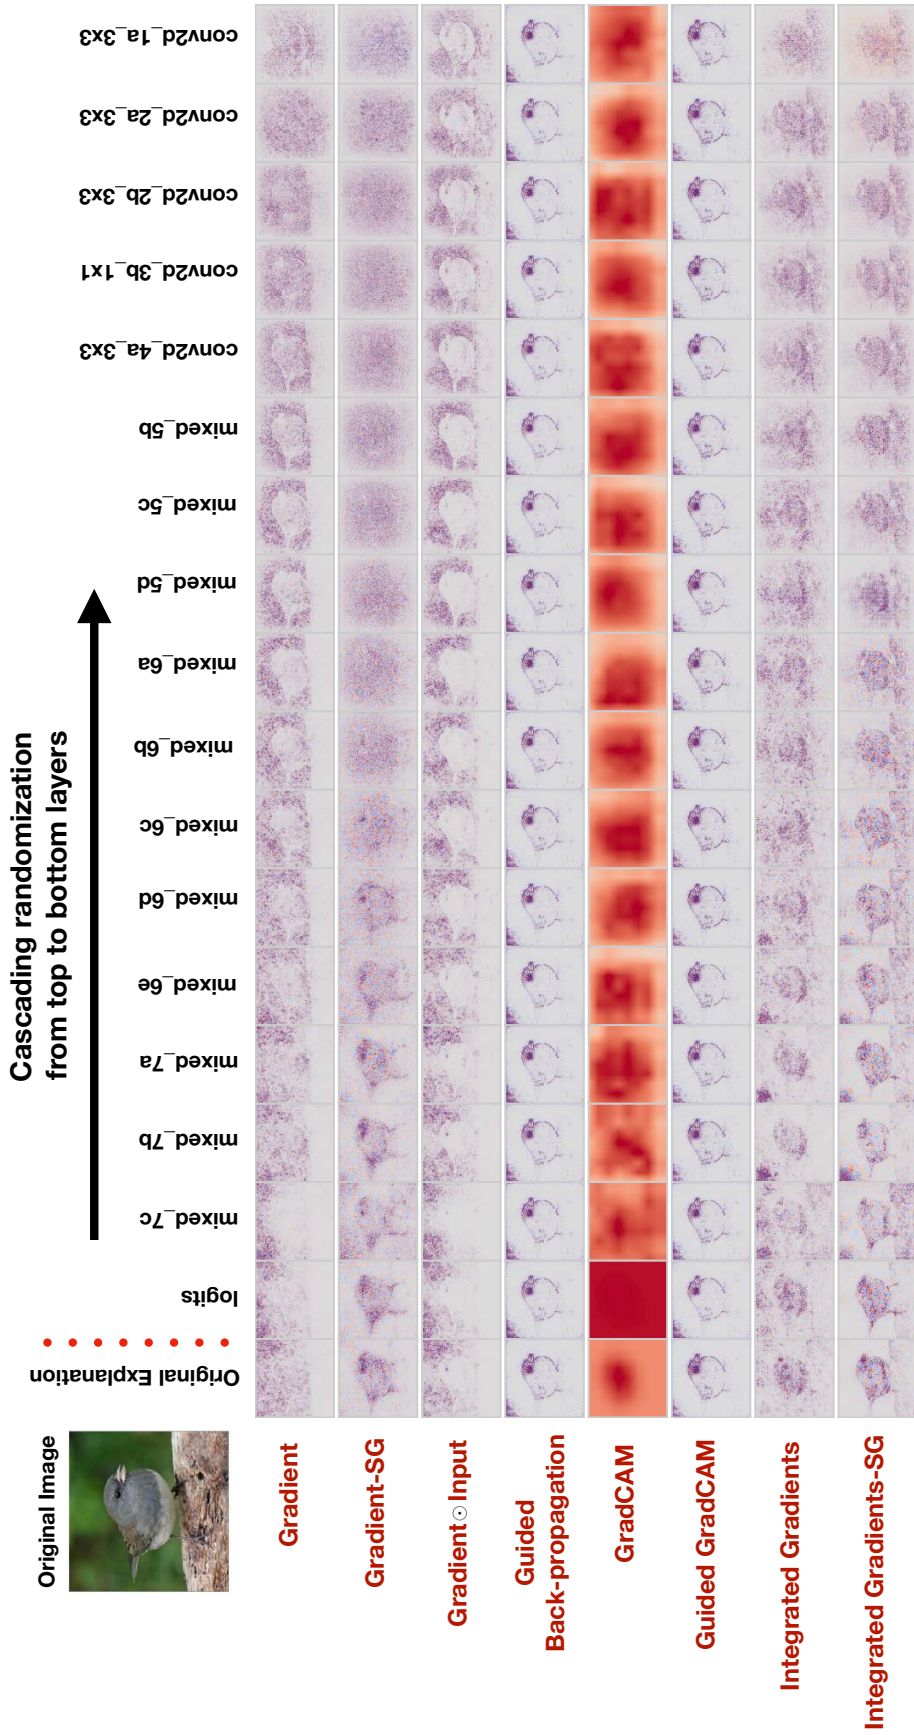 Cascading randomization
from top to bottom layers
Original Image
Original Explanation
logits
mixed_7c
mixed_7b
mixed_7a
mixed_6e
mixed_6d
mixed_6c
mixed_6b
mixed_6a
mixed_5d
mixed_5c
mixed_5b
conv2d_4a_3x3
conv2d_3b_1x1
conv2d_2b_3x3
conv2d_2a_3x3
conv2d_1a_3x3
Gradient
Gradient-SG
Gradient⊙Input
Guided
Back-propagation
GradCAM
Guided GradCAM
Integrated Gradients
Integrated Gradients-SG